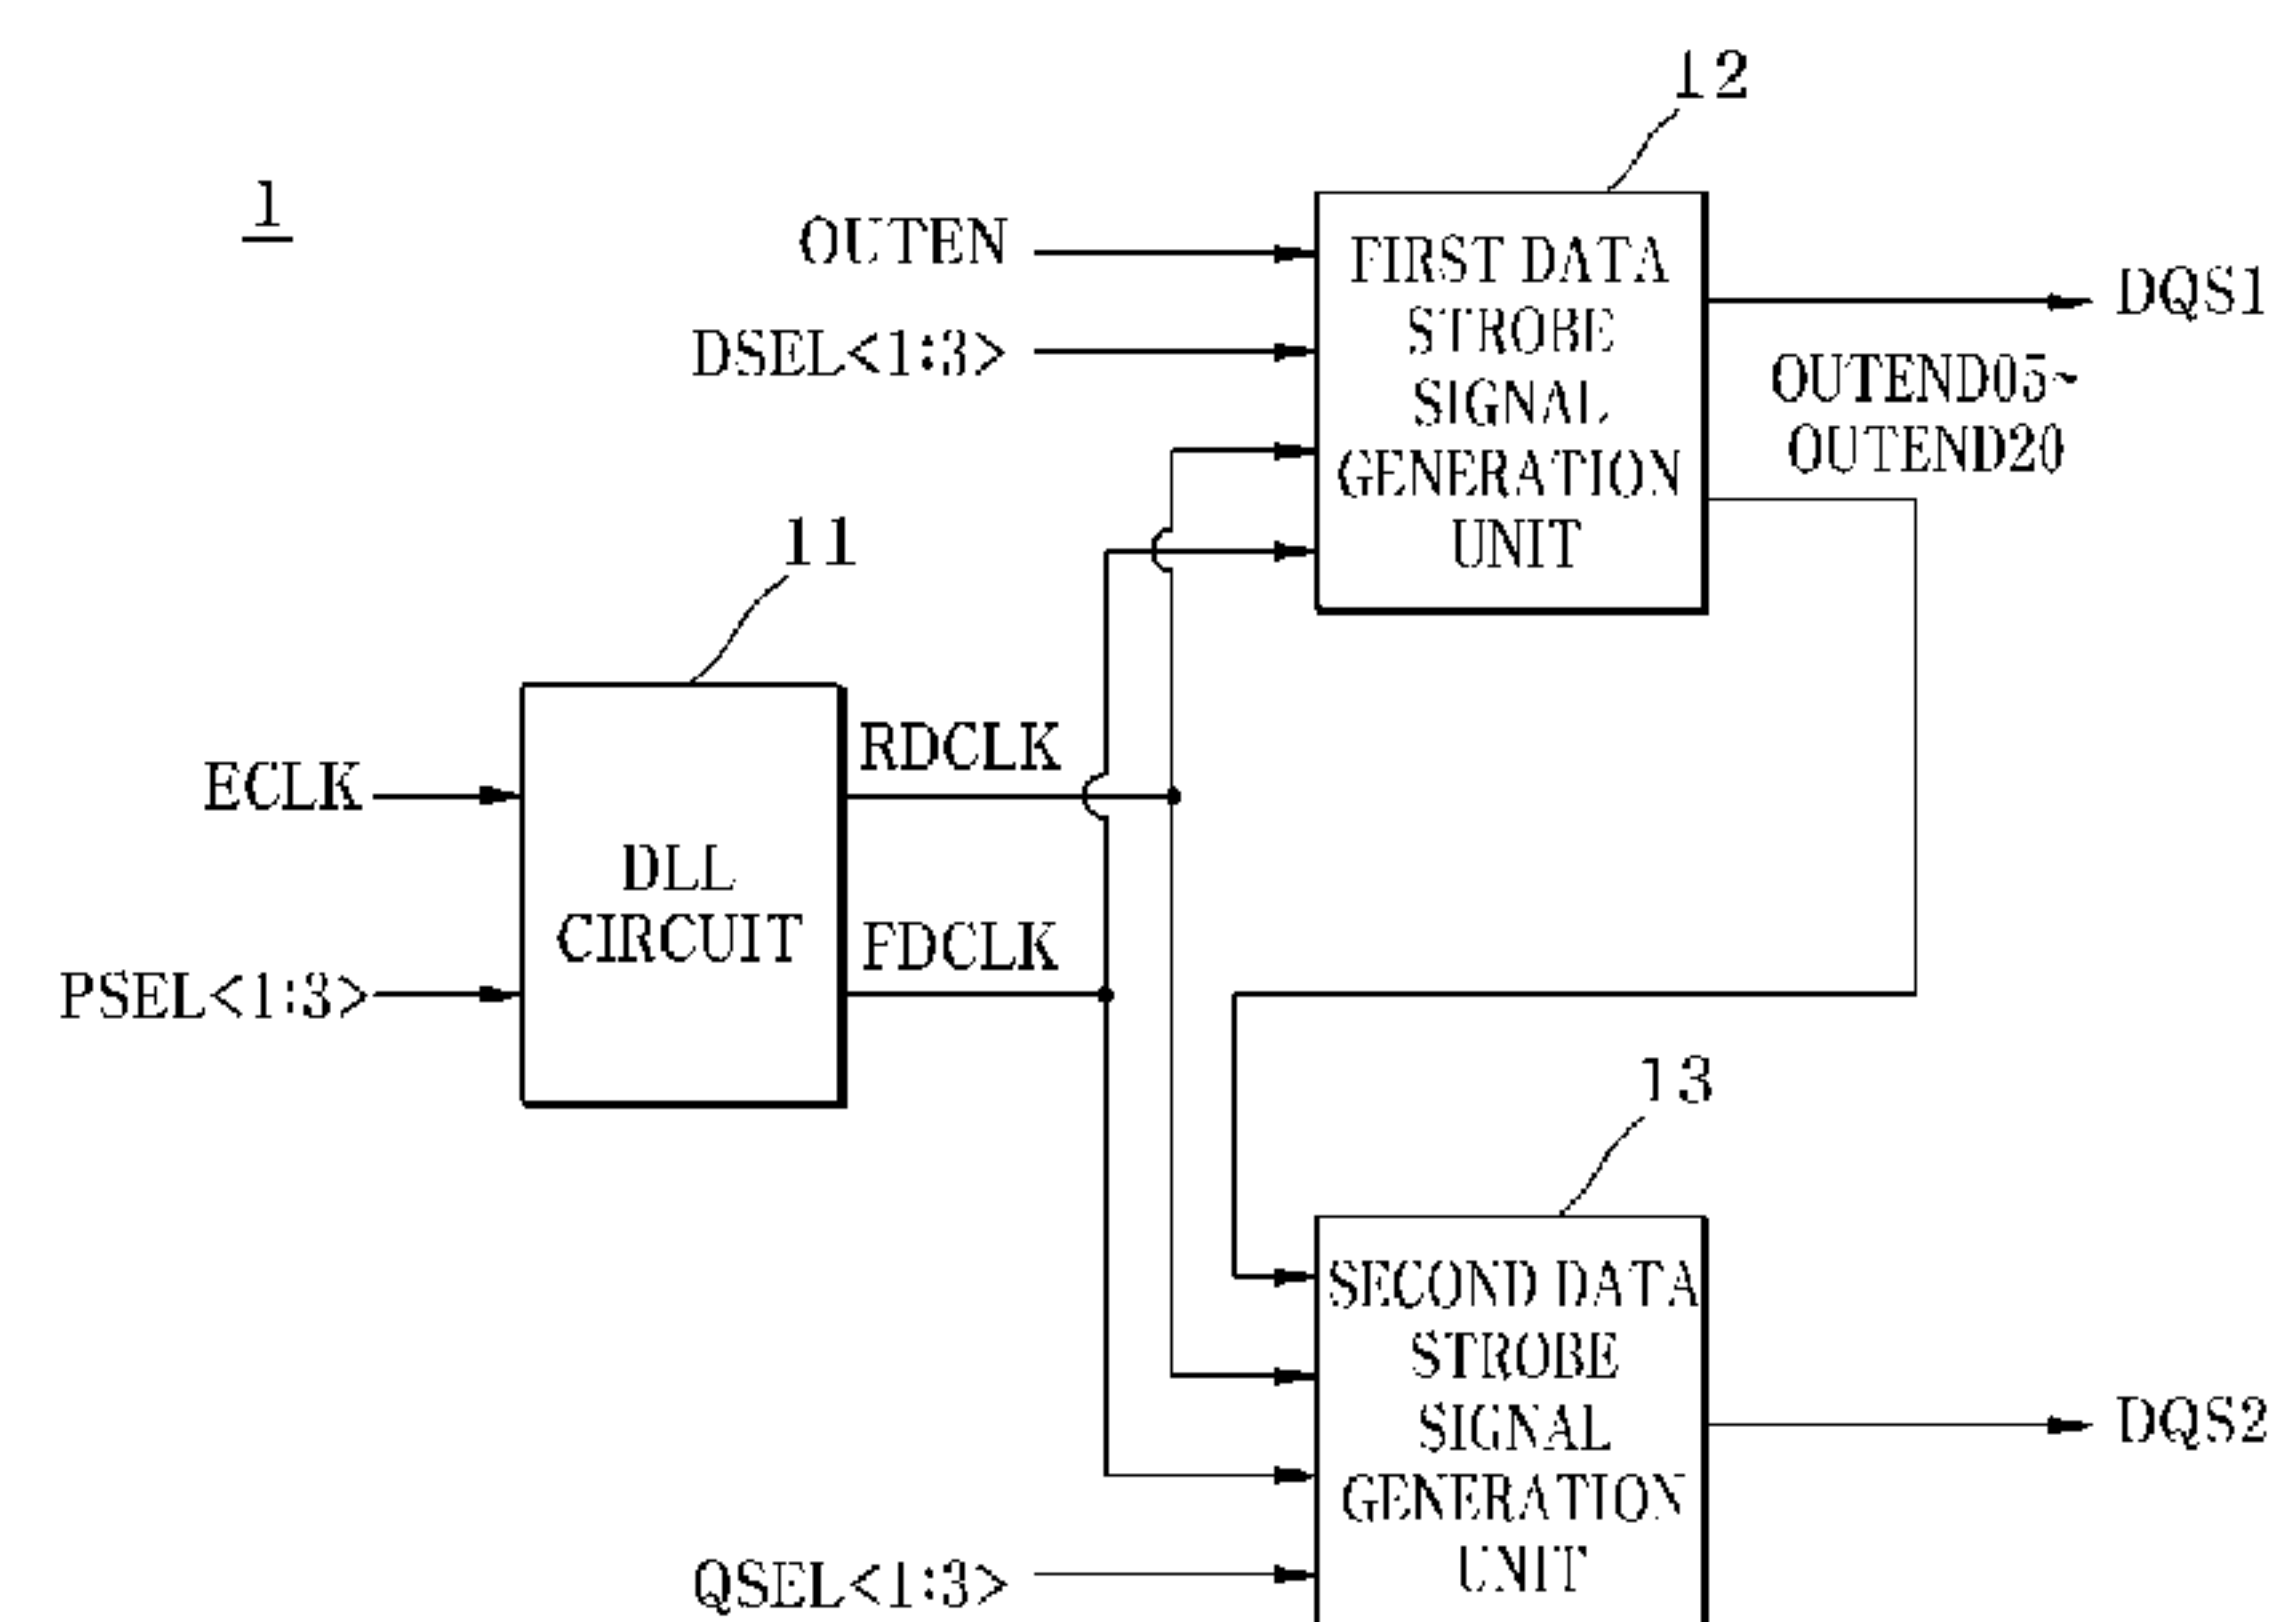 12
1
OUTEN
FIRST DATA
STROBE
SIGNAL
GENERATION
UNIT
DQS1
DSEL<1:3>
OUTEND05~
OUTEND20
11
RDCLK
ECLK
DLL
CIRCUIT
FDCLK
PSEL<1:3>
13
SECOND DATA
STROBE
SIGNAL
GENERATION
UNIT
DQS2
QSEL<1:3>